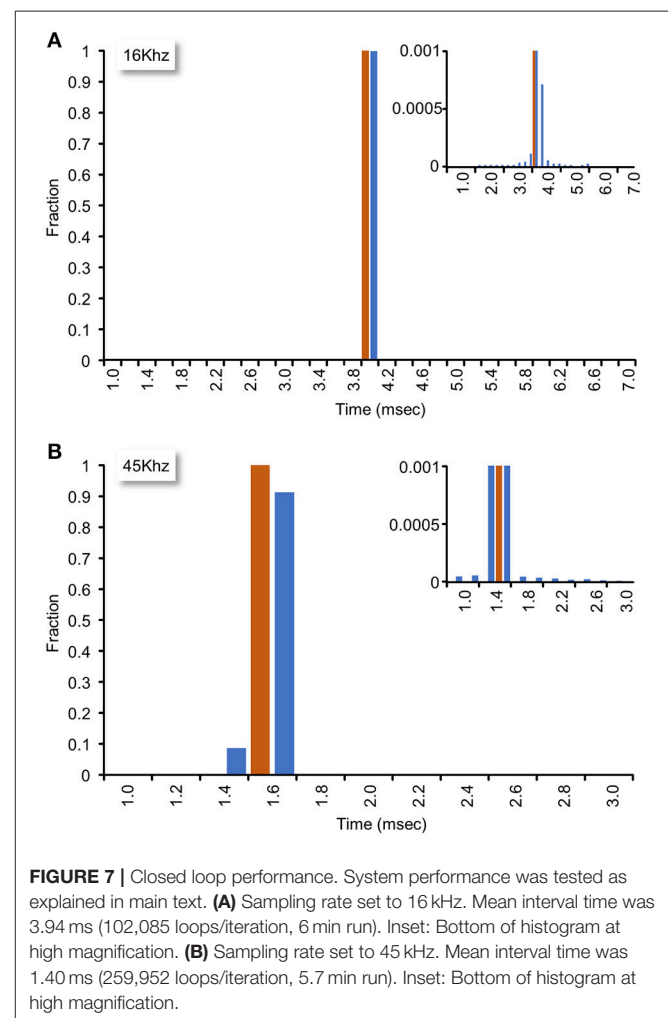 A
16Khz
1
0.9
0.8
0.7
0.6
0.5
0.4
0.3
0.2
0.1
0
Fraction
1.0 1.4 1.8 2.2 2.6 3.0 3.4 3.8 4.2 4.6 5.0 5.4 5.8 6.2 6.6 7.0
Time (msec)
0.001
0.0005
0
1.0 2.0 3.0 4.0 5.0 6.0 7.0
B
45Khz
1
0.9
0.8
0.7
0.6
0.5
0.4
0.3
0.2
0.1
0
Fraction
1.0 1.2 1.4 1.6 1.8 2.0 2.2 2.4 2.6 2.8 3.0
Time (msec)
0.001
0.0005
0
1.0 1.4 1.8 2.2 2.6 3.0
FIGURE 7 | Closed loop performance. System performance was tested as
explained in main text. (A) Sampling rate set to 16 kHz. Mean interval time was
3.94 ms (102,085 loops/iteration, 6 min run). Inset: Bottom of histogram at
high magnification. (B) Sampling rate set to 45 kHz. Mean interval time was
1.40 ms (259,952 loops/iteration, 5.7 min run). Inset: Bottom of histogram at
high magnification.